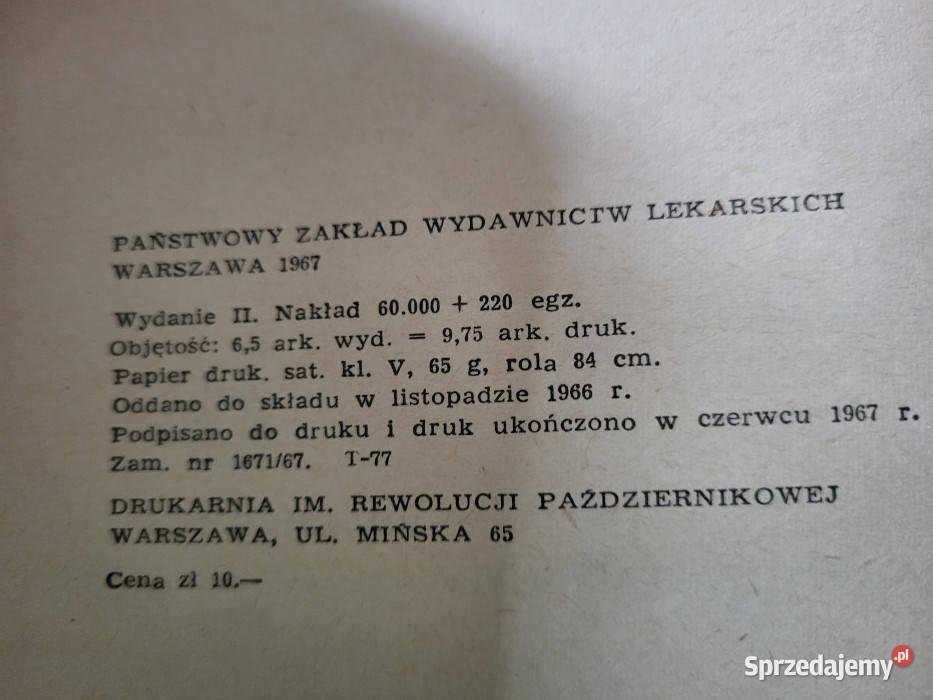 PAŃSTWOWY ZAKŁAD WYDAWNICTW LEKARSKICH
WARSZAWA 1967
Wydanie II. Nakład 60.000 + 220 egz.
Objętość: 6,5 ark. wyd. = 9,75 ark. druk.
Papier druk. sat. kl. V, 65 g, rola 84 cm.
Oddano do składu w listopadzie 1966 r.
Podpisano do druku i druk ukończono w czerwcu 1967 r.
Zam. nr 1671/67. T-77
DRUKARNIA IM. REWOLUCJI PAŹDZIERNIKOWEJ
WARSZAWA, UL. MIŃSKA 65
Cena zł 10.—
Sprzedajemy.pl